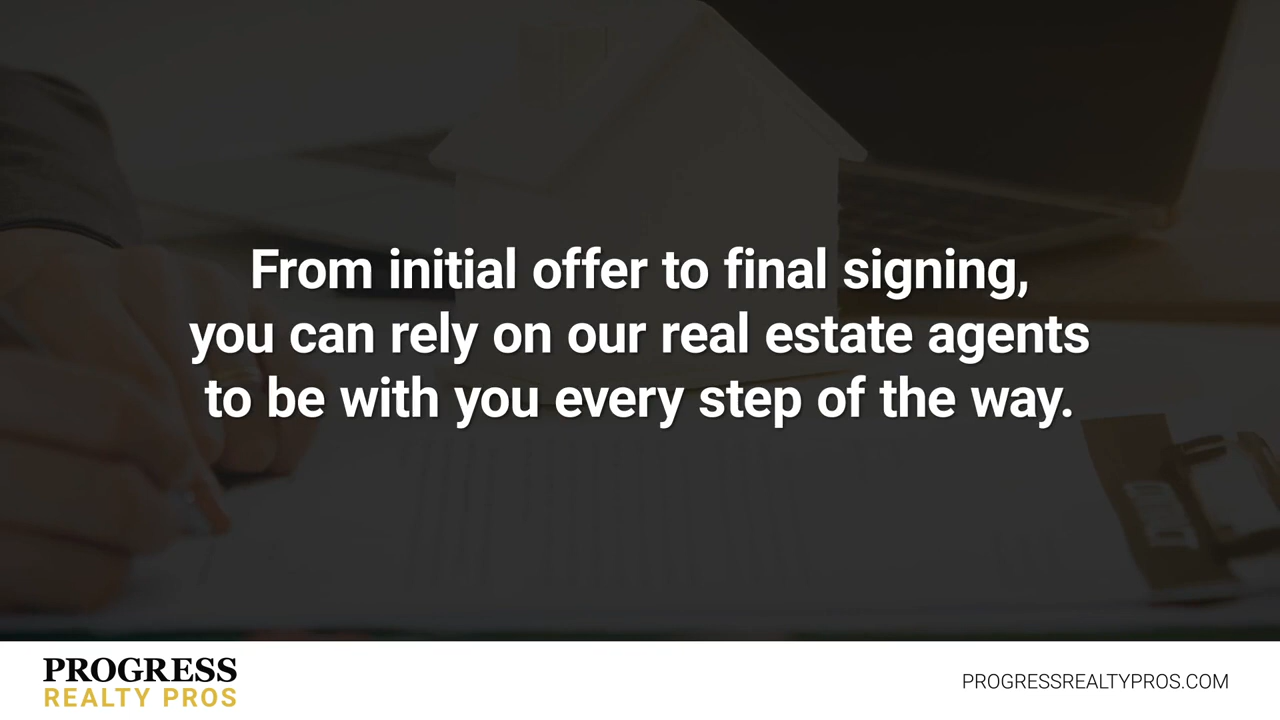 From initial offer to final signing,
you can rely on our real estate agents
to be with you every step of the way.
PROGRESS
REALTY PROS
PROGRESSREALTYPROS.COM